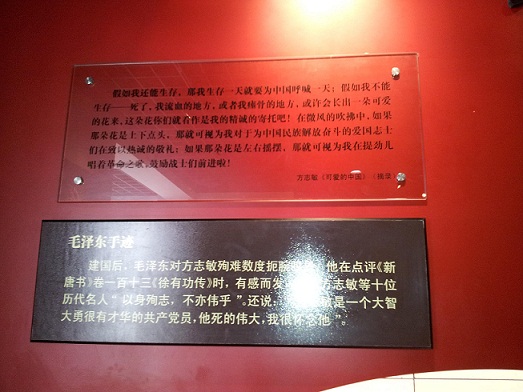 假如我还能生存，那我生存一天就要为中国呼喊一天；假如我不能
生存——死了，我流血的地方，或者我瘗骨的地方，或许会长出一朵可爱
的花来，这朵花你们就看作是我的精诚的寄托吧！在微风的吹拂中，如果
那朵花是上下点头，那就可视为我对于为中国民族解放奋斗的爱国志士
们在致以热诚的敬礼；如果那朵花是左右摇摆，那就可视为我在提劲儿
唱着革命之歌，鼓励战士们前进啦！
方志敏《可爱的中国》（摘录）
毛泽东手迹
建国后，毛泽东对方志敏殉难数度扼腕 他在点评《新
唐书》卷一百十三《徐有功传》时，有感而发 方志敏等十位
历代名人“以身殉志，不亦伟乎”。还说： 是一个大智
大勇很有才华的共产党员，他死的伟大，我很怀念他”。